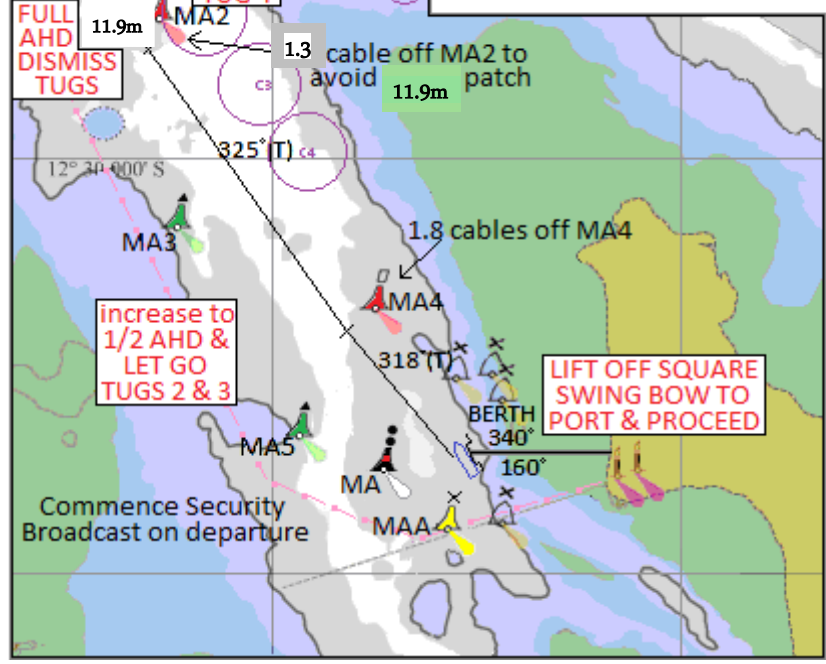 FULL
AHD
DISMISS
TUGS
11.9m
MA2
1.3 cable off MA2 to
avoid 11.9m patch
C3
325°(T)
C4
12° 30·000' S
MA3
1.8 cables off MA4
MA4
increase to
1/2 AHD &
LET GO
TUGS 2 & 3
318°(T)
LIFT OFF SQUARE
SWING BOW TO
PORT & PROCEED
BERTH
340°
160°
MA5
MA
MAA
Commence Security
Broadcast on departure